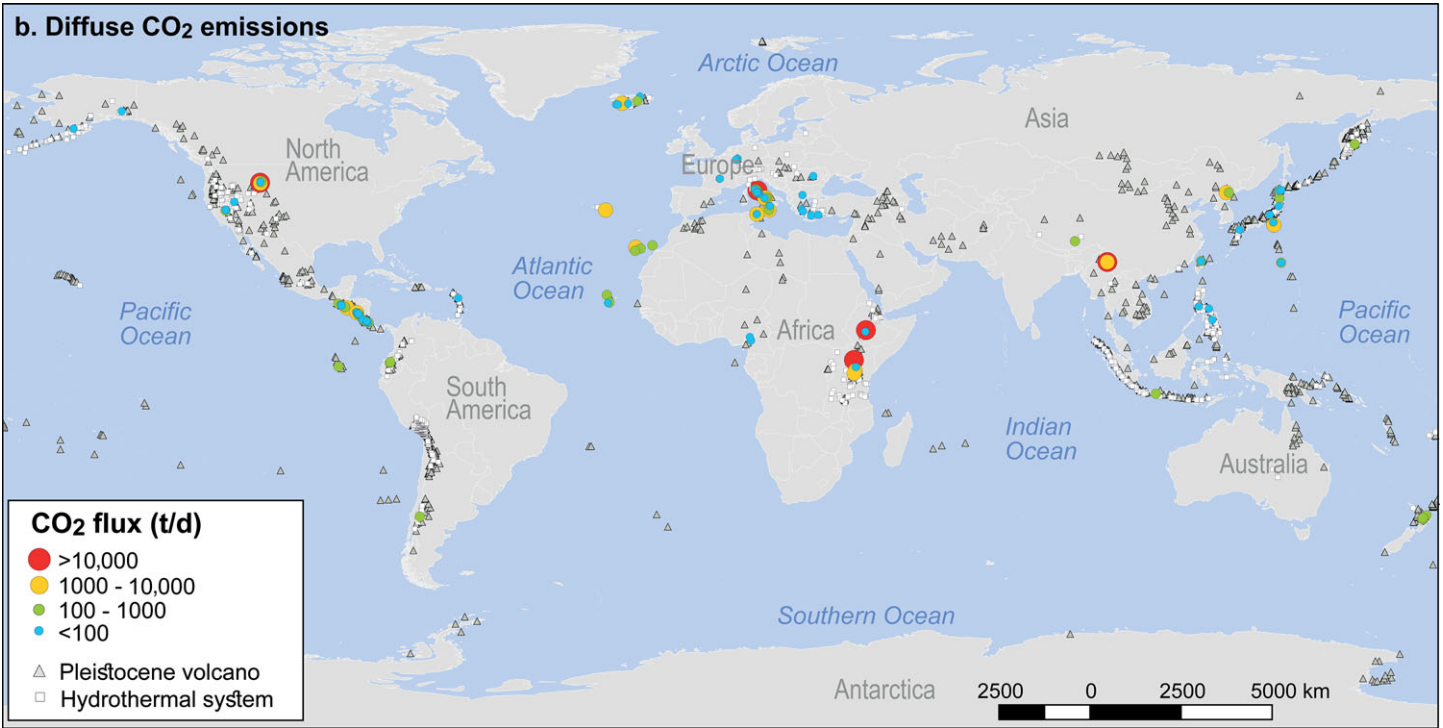 b. Diffuse CO2 emissions
Arctic Ocean
Asia
North
America
Europe
Atlantic
Ocean
Pacific
Ocean
Africa
Pacific
Ocean
South
America
Indian
Ocean
Australia
CO2 flux (t/d)
>10,000
1000 - 10,000
100 - 1000
<100
Pleistocene volcano
Hydrothermal system
Southern Ocean
Antarctica
2500 0 2500 5000 km